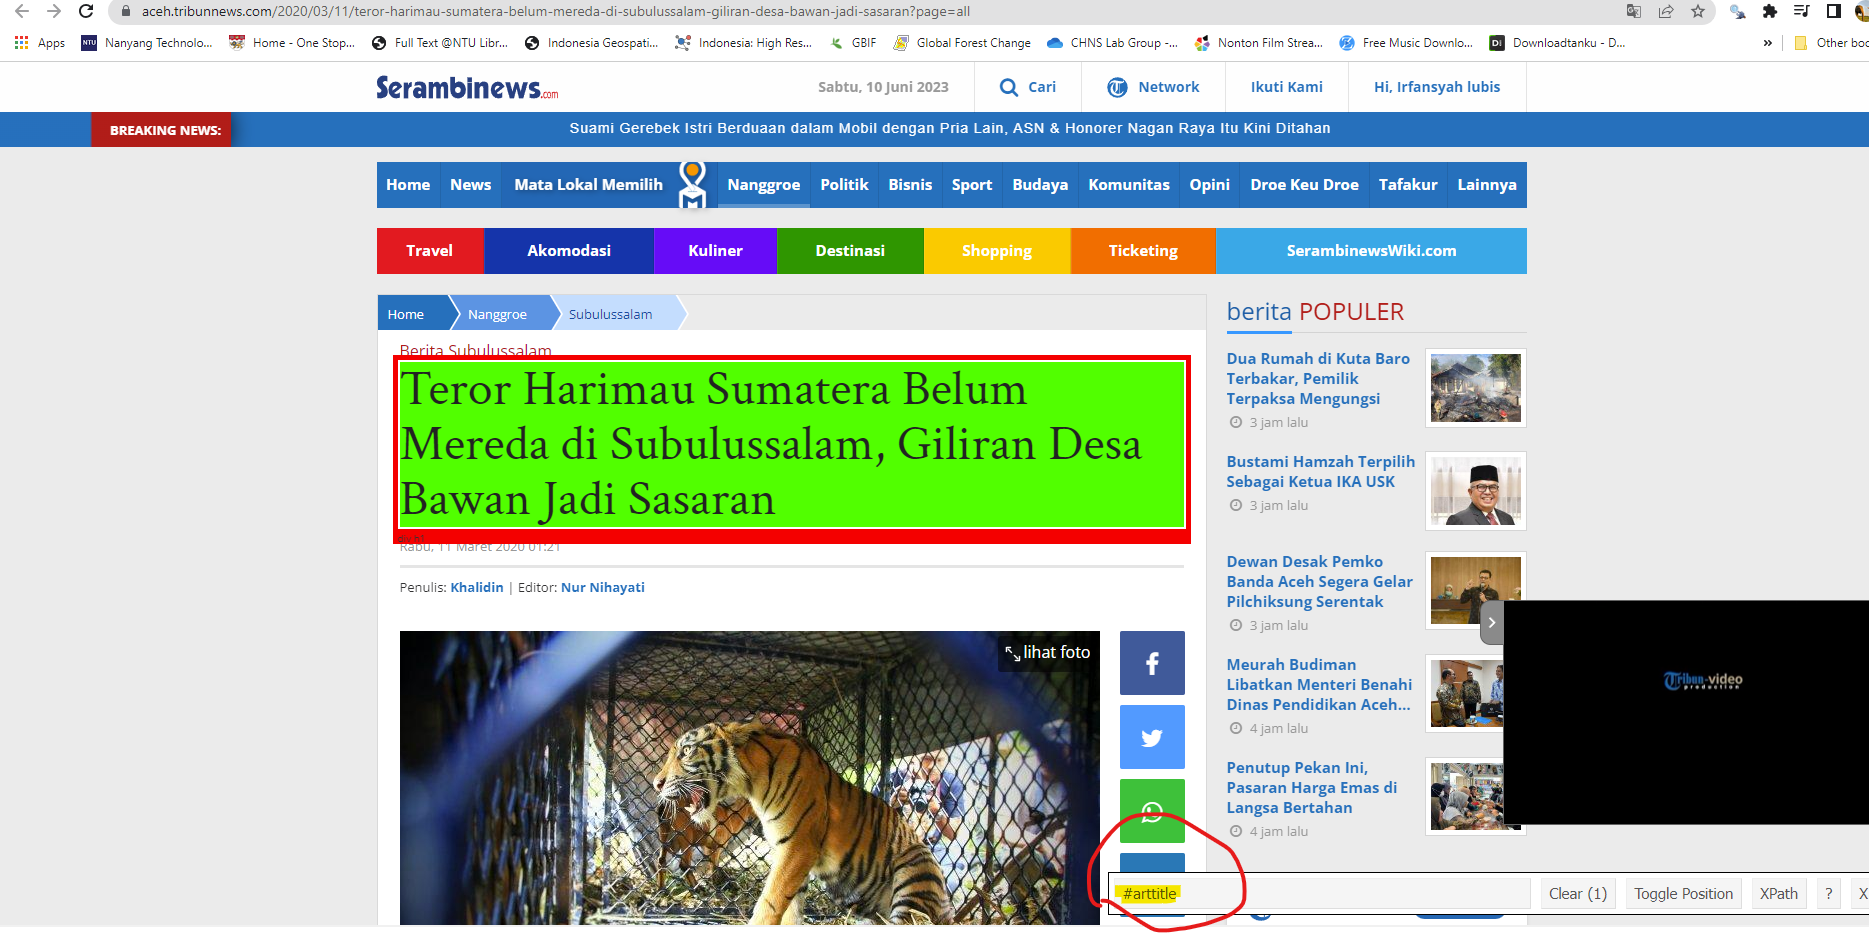 aceh.tribunnews.com/2020/03/11/teror-harimau-sumatera-belum-mereda-di-subulussalam-giliran-desa-bawan-jadi-sasaran?page=all
Apps
NTU Nanyang Technolo...
Home - One Stop...
Full Text @NTU Libr...
Indonesia Geospati...
Indonesia: High Res...
GBIF
Global Forest Change
CHNS Lab Group -...
Nonton Film Strea...
Free Music Downlo...
Di Downloadtanku - D...
»
Other boo
Serambinews.com
Sabtu, 10 Juni 2023
Cari
Network
Ikuti Kami
Hi, Irfansyah lubis
BREAKING NEWS:
Suami Gerebek Istri Berduaan dalam Mobil dengan Pria Lain, ASN & Honorer Nagan Raya Itu Kini Ditahan
Home News Mata Lokal Memilih M Nanggroe Politik Bisnis Sport Budaya Komunitas Opini Droe Keu Droe Tafakur Lainnya
Travel Akomodasi Kuliner Destinasi Shopping Ticketing SerambinewsWiki.com
Home Nanggroe Subulussalam
Berita Subulussalam
Teror Harimau Sumatera Belum
Mereda di Subulussalam, Giliran Desa
Bawan Jadi Sasaran
Rabu, 11 Maret 2020 01:21
Penulis: Khalidin | Editor: Nur Nihayati
lihat foto
berita POPULER
Dua Rumah di Kuta Baro
Terbakar, Pemilik
Terpaksa Mengungsi
3 jam lalu
Bustami Hamzah Terpilih
Sebagai Ketua IKA USK
3 jam lalu
Dewan Desak Pemko
Banda Aceh Segera Gelar
Pilchiksung Serentak
3 jam lalu
Meurah Budiman
Libatkan Menteri Benahi
Dinas Pendidikan Aceh...
4 jam lalu
Penutup Pekan Ini,
Pasaran Harga Emas di
Langsa Bertahan
4 jam lalu
Tribun-video
production
#arttitle
Clear (1)
Toggle Position
XPath
?
X